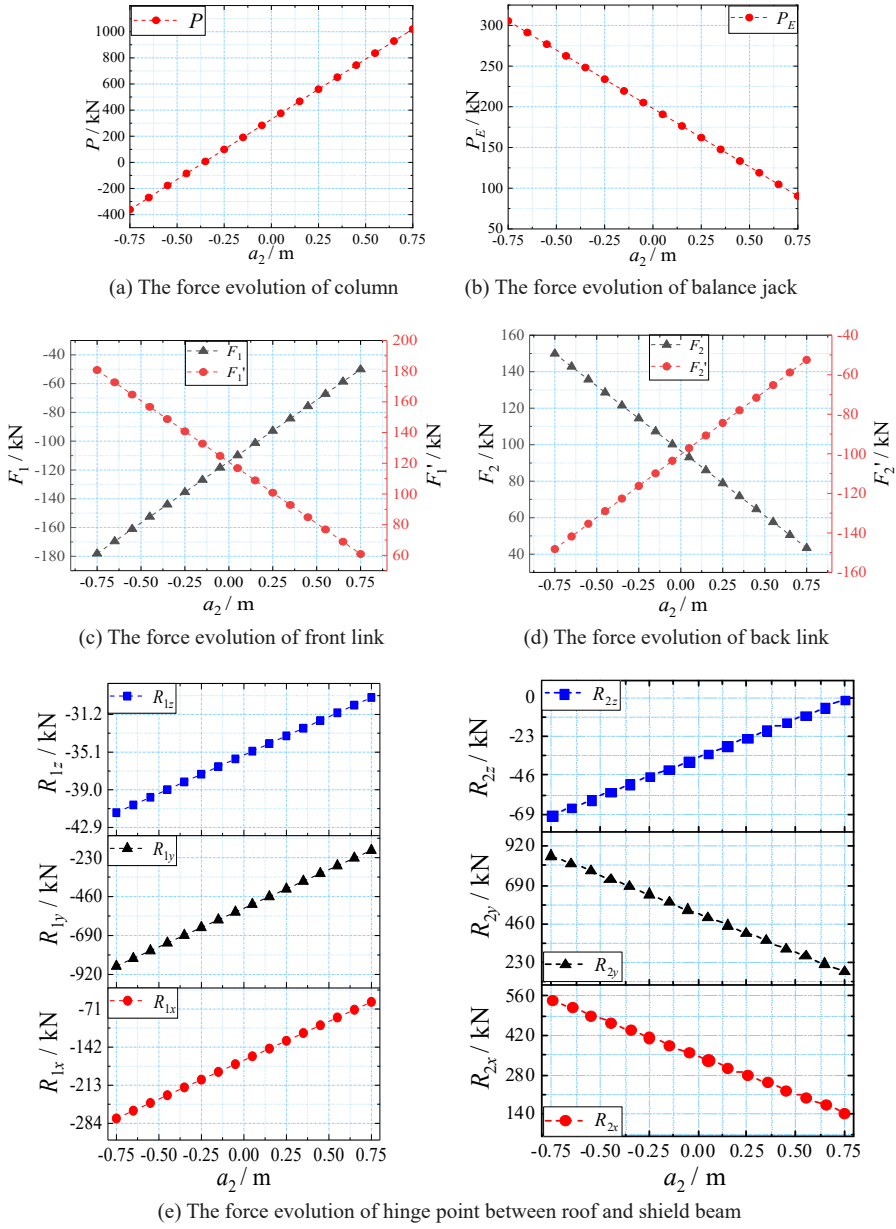 P
P / kN
1000
800
600
400
200
0
-200
-400
-0.75 -0.50 -0.25 0.00 0.25 0.50 0.75
a2 / m
(a) The force evolution of column
PE
PE / kN
300
250
200
150
100
50
-0.75 -0.50 -0.25 0.00 0.25 0.50 0.75
a2 / m
(b) The force evolution of balance jack
F1
F1'
F1 / kN
-40
-60
-80
-100
-120
-140
-160
-180
F1' / kN
200
180
160
140
120
100
80
60
-0.75 -0.50 -0.25 0.00 0.25 0.50 0.75
a2 / m
(c) The force evolution of front link
F2
F2'
F2 / kN
160
140
120
100
80
60
40
F2' / kN
-40
-60
-80
-100
-120
-140
-160
-0.75 -0.50 -0.25 0.00 0.25 0.50 0.75
a2 / m
(d) The force evolution of back link
R1z
R1z / kN
-31.2
-35.1
-39.0
-42.9
R1y
R1y / kN
-230
-460
-690
-920
R1x
R1x / kN
-71
-142
-213
-284
-0.75 -0.50 -0.25 0.00 0.25 0.50 0.75
a2 / m
R2z
R2z / kN
0
-23
-46
-69
R2y
R2y / kN
920
690
460
230
R2x
R2x / kN
560
420
280
140
-0.75 -0.50 -0.25 0.00 0.25 0.50 0.75
a2 / m
(e) The force evolution of hinge point between roof and shield beam